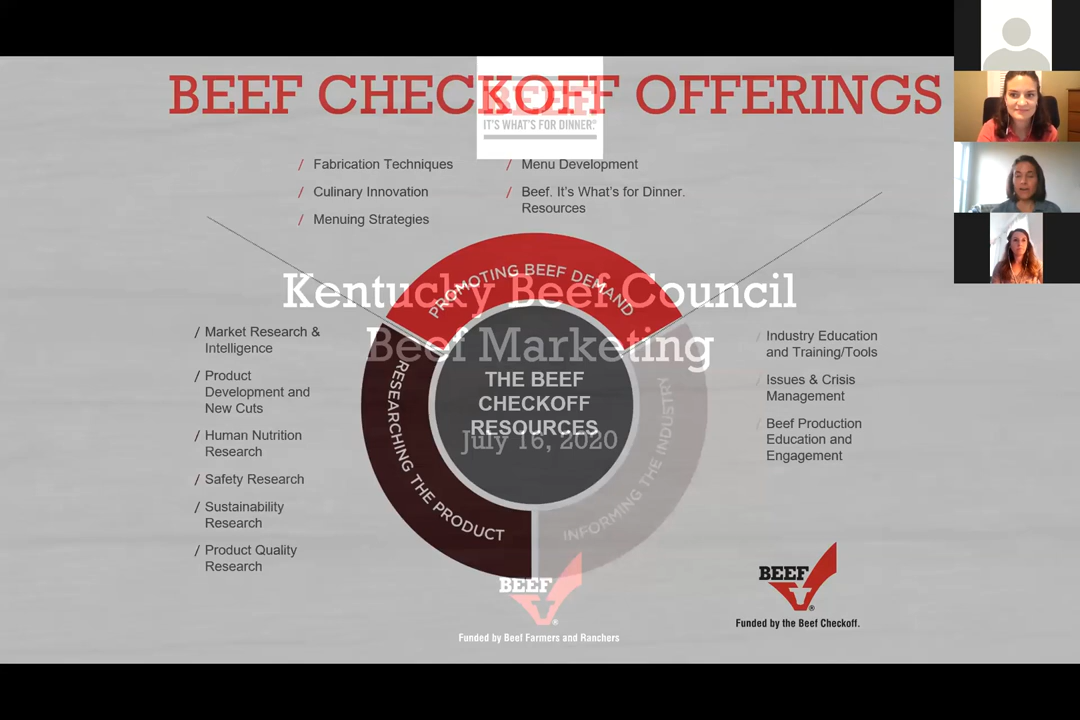 BEEF CHECKOFF OFFERINGS
BEEF
IT'S WHAT'S FOR DINNER.®
/ Fabrication Techniques
/ Culinary Innovation
/ Menuing Strategies
/ Menu Development
/ Beef. It's What's for Dinner.
Resources
PROMOTING BEEF DEMAND
Kentucky Beef Council
Beef Marketing
July 16, 2020
THE BEEF
CHECKOFF
RESOURCES
RESEARCHING THE PRODUCT
INFORMING THE INDUSTRY
/ Market Research &
Intelligence
/ Product
Development and
New Cuts
/ Human Nutrition
Research
/ Safety Research
/ Sustainability
Research
/ Product Quality
Research
/ Industry Education
and Training/Tools
/ Issues & Crisis
Management
/ Beef Production
Education and
Engagement
BEEF
®
Funded by Beef Farmers and Ranchers
BEEF
®
Funded by the Beef Checkoff.